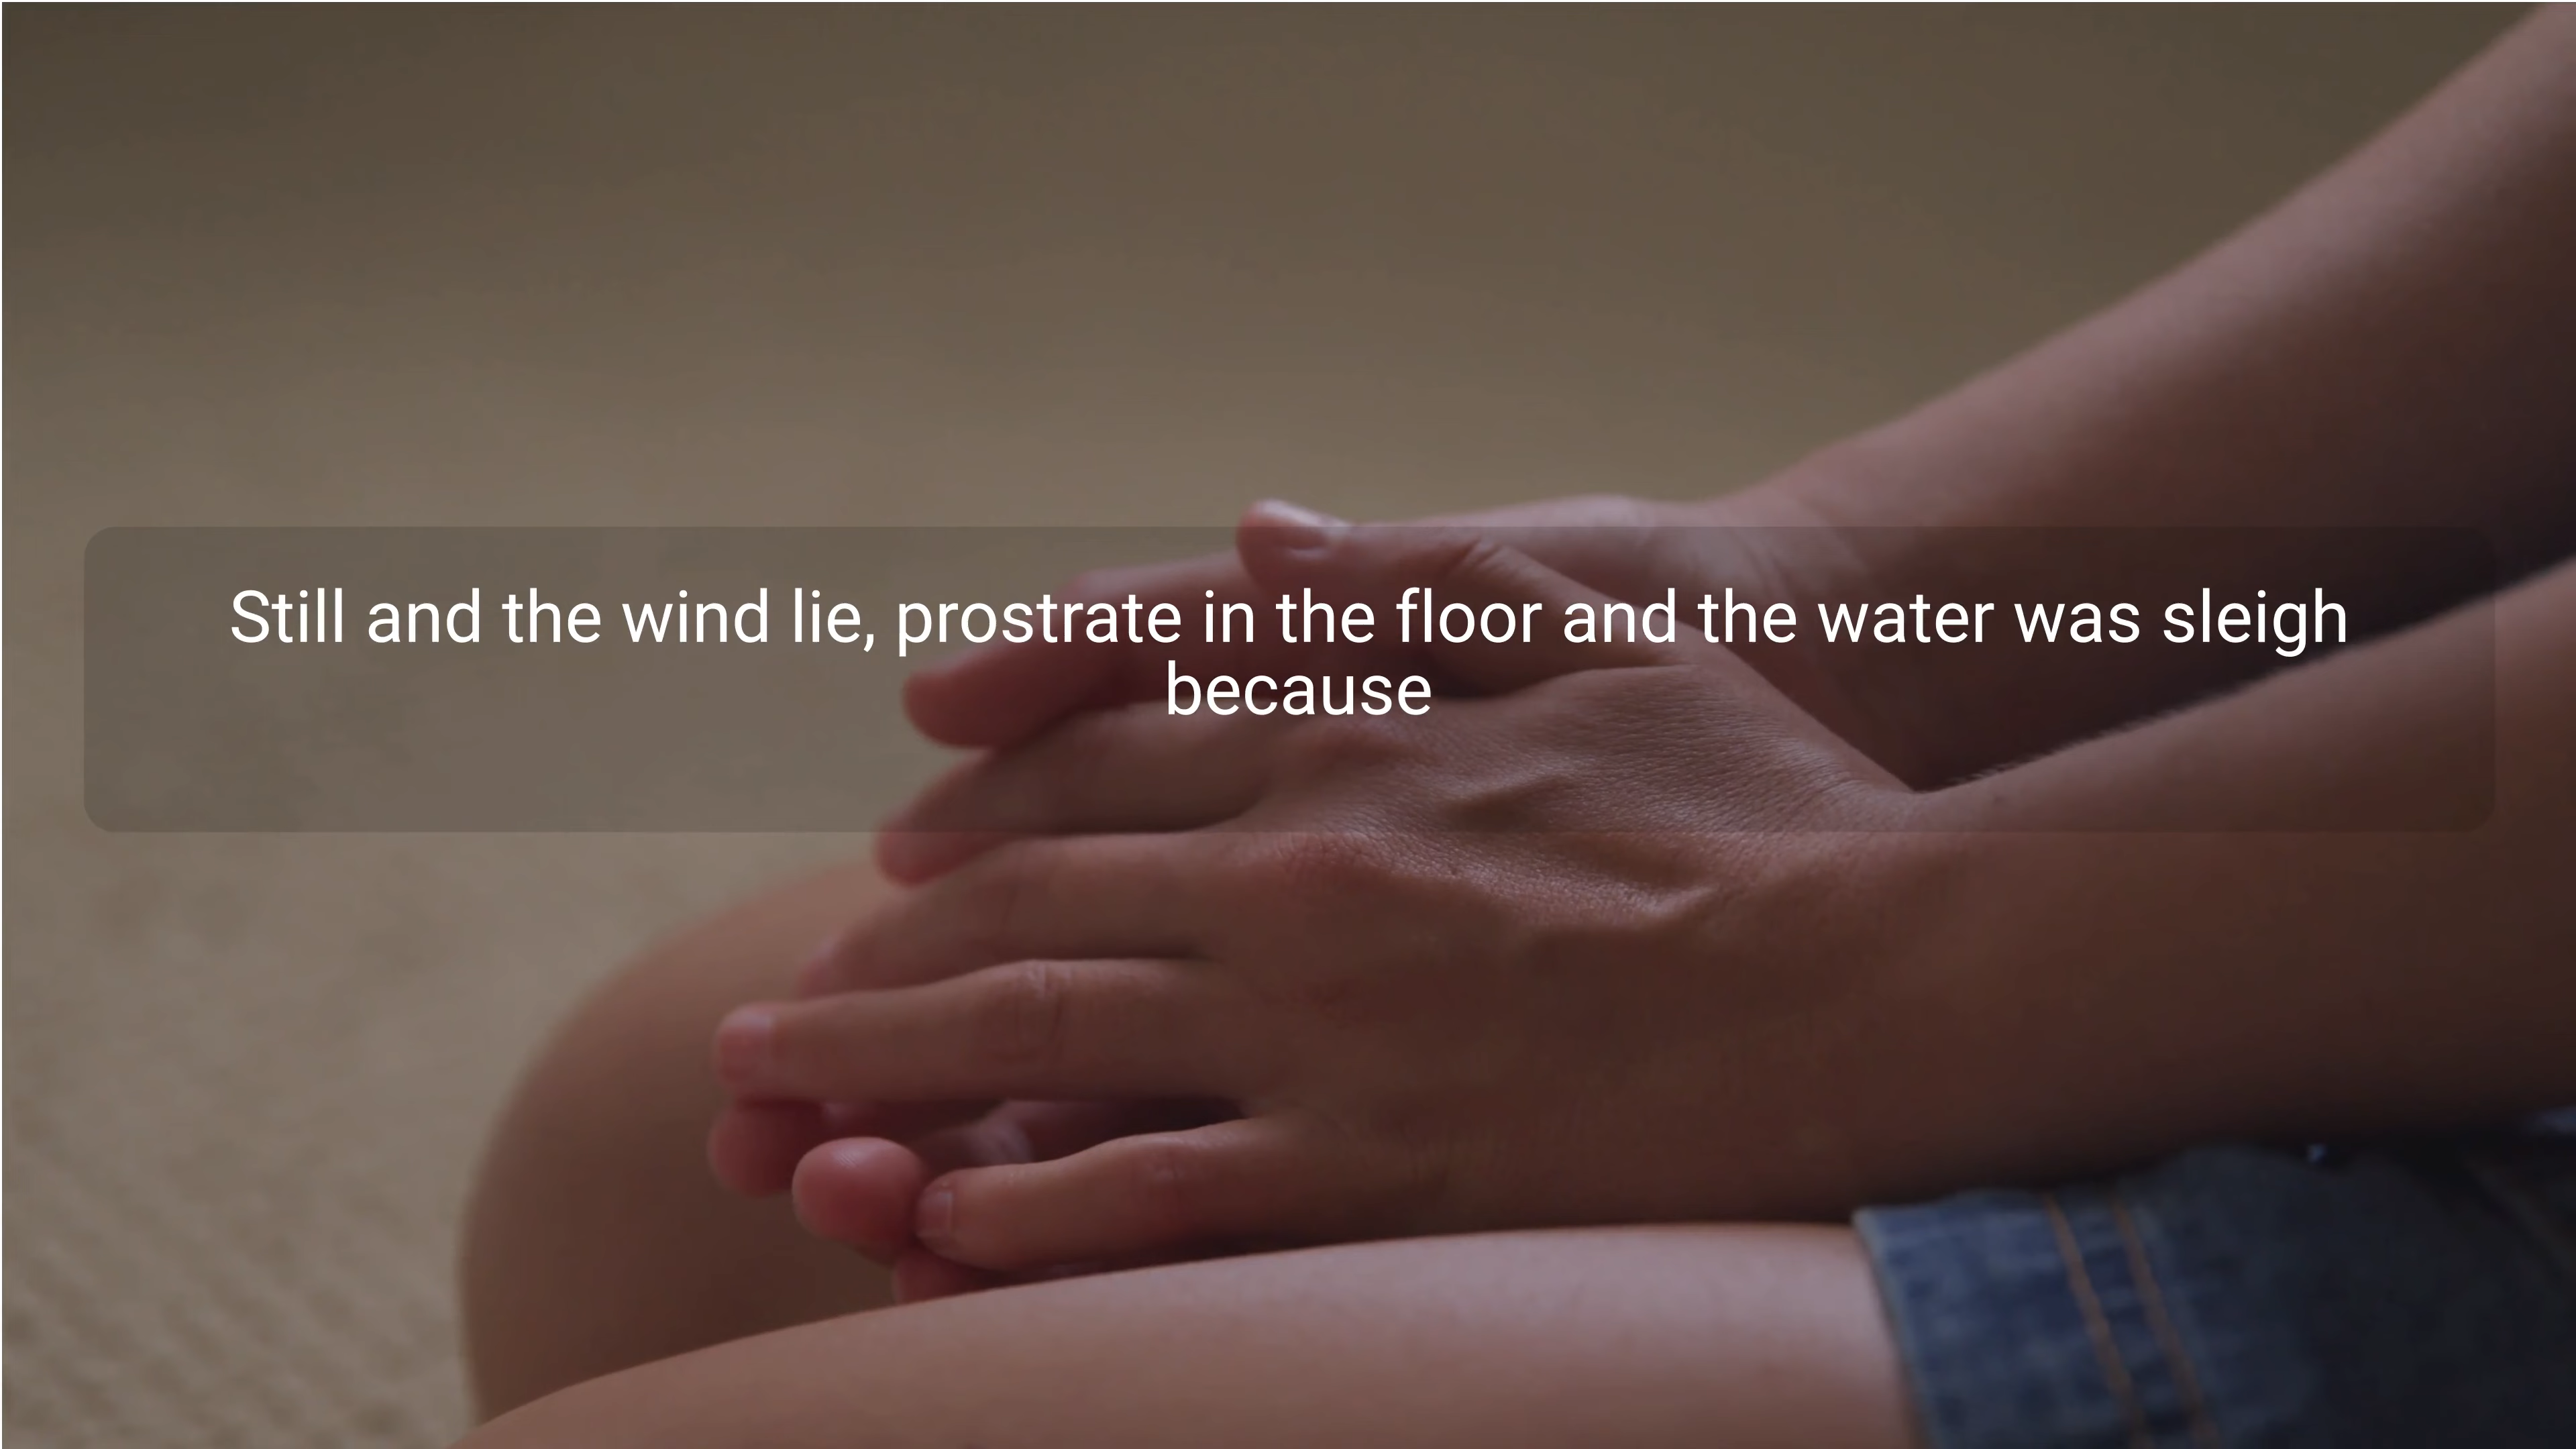 Still and the wind lie, prostrate in the floor and the water was sleigh
because